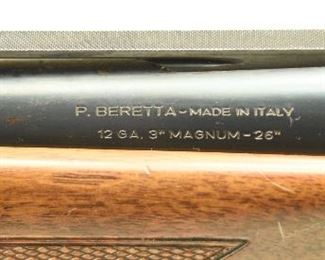 P. BERETTA - MADE IN ITALY
12 GA. 3" MAGNUM - 26"